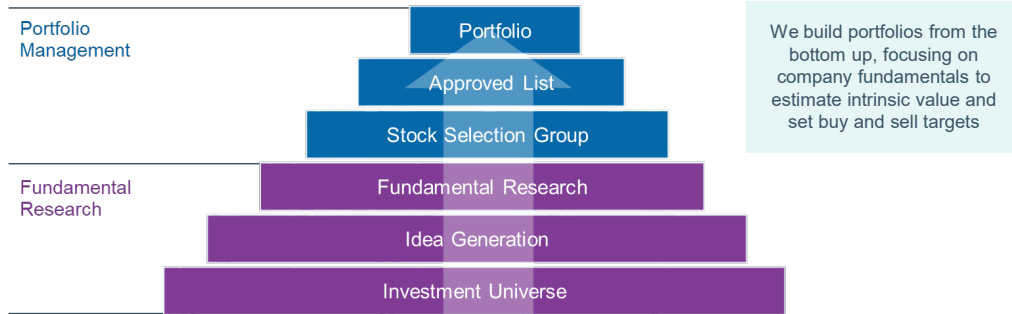 Portfolio
Management
Portfolio
Approved List
Stock Selection Group
We build portfolios from the
bottom up, focusing on
company fundamentals to
estimate intrinsic value and
set buy and sell targets
Fundamental
Research
Fundamental Research
Idea Generation
Investment Universe